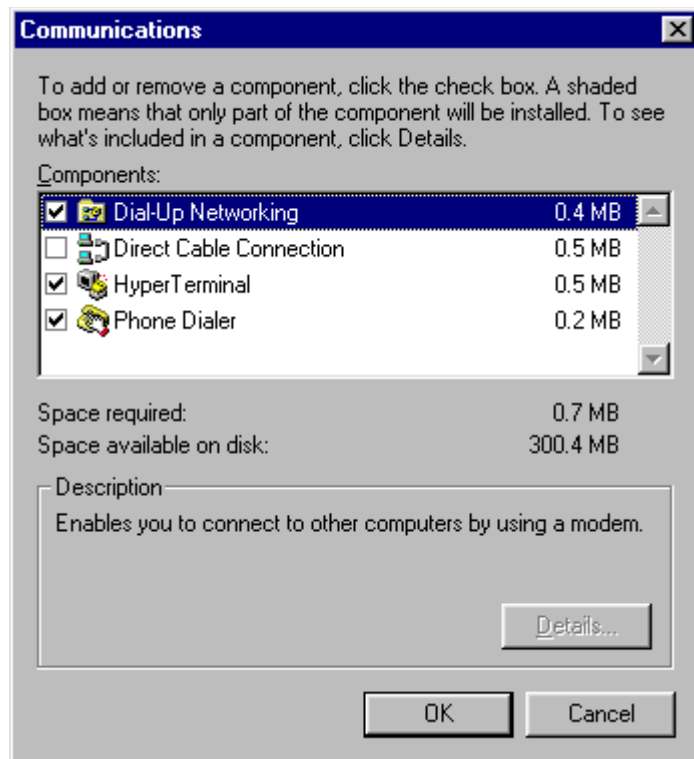 Communications
To add or remove a component, click the check box. A shaded
box means that only part of the component will be installed. To see
what's included in a component, click Details.
Components:
Dial-Up Networking 0.4 MB
Direct Cable Connection 0.5 MB
HyperTerminal 0.5 MB
Phone Dialer 0.2 MB
Space required: 0.7 MB
Space available on disk: 300.4 MB
Description
Enables you to connect to other computers by using a modem.
Details...
OK Cancel